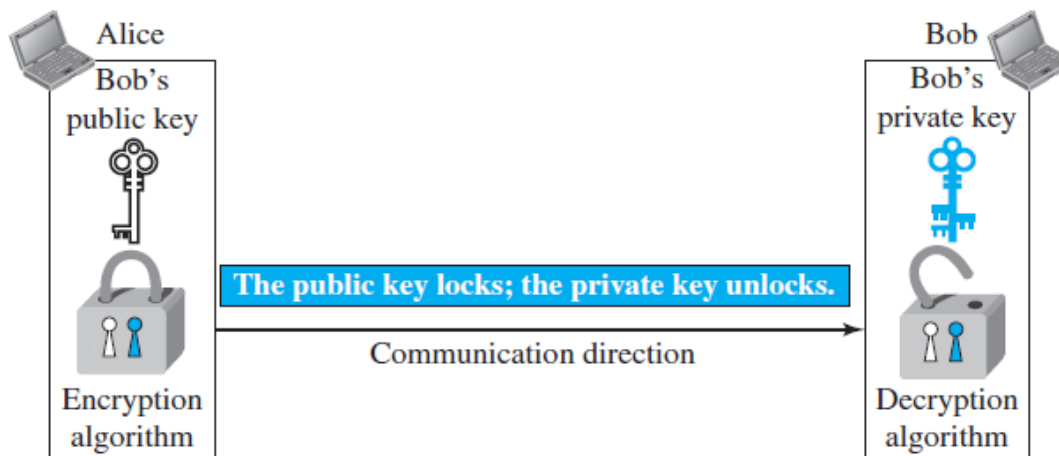 Alice
Bob's
public key
Encryption
algorithm
The public key locks; the private key unlocks.
Communication direction
Bob
Bob's
private key
Decryption
algorithm